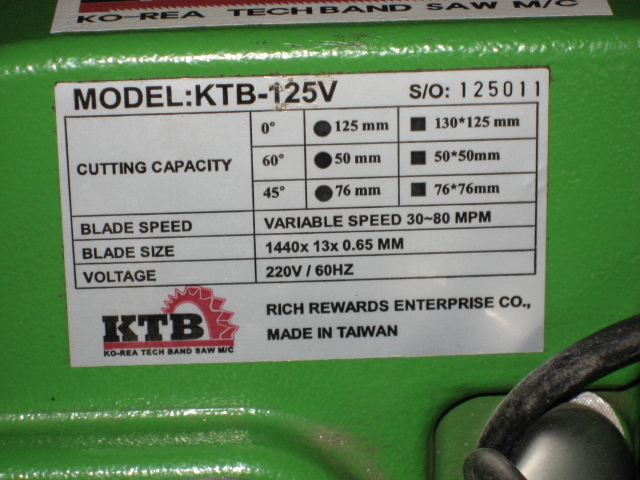 KO-REA TECH BAND SAW M/C
MODEL:KTB-125V S/O: 125011
CUTTING CAPACITY
0° ● 125 mm ■ 130*125 mm
60° ● 50 mm ■ 50*50mm
45° ● 76 mm ■ 76*76mm
BLADE SPEED VARIABLE SPEED 30~80 MPM
BLADE SIZE 1440x 13x 0.65 MM
VOLTAGE 220V / 60HZ
KTB
KO-REA TECH BAND SAW M/C
RICH REWARDS ENTERPRISE CO.,
MADE IN TAIWAN